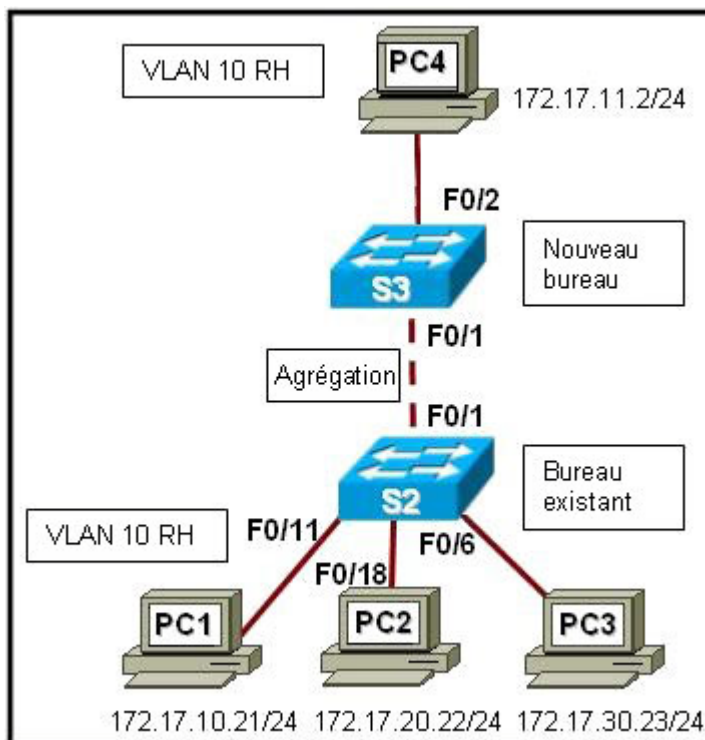 VLAN 10 RH
PC4
172.17.11.2/24
F0/2
S3
Nouveau
bureau
F0/1
Agrégation
F0/1
S2
Bureau
existant
VLAN 10 RH
F0/11
F0/18
F0/6
PC1
PC2
PC3
172.17.10.21/24
172.17.20.22/24
172.17.30.23/24